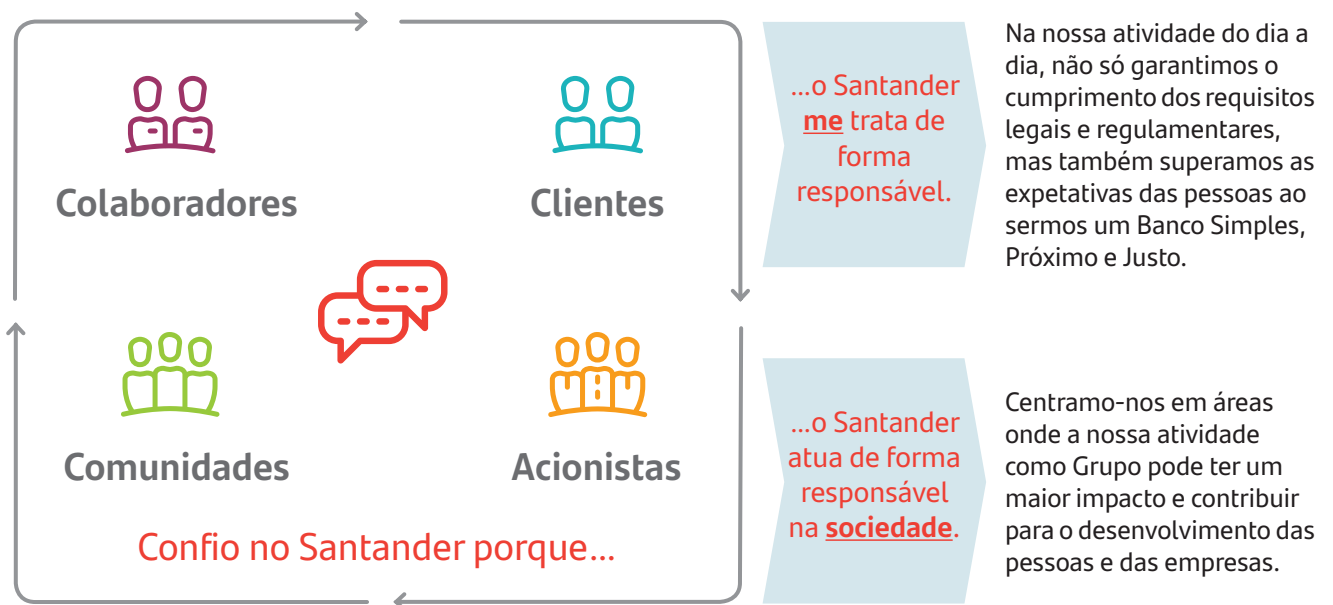 Colaboradores
Clientes
Comunidades
Acionistas
Confio no Santander porque...
...o Santander
me trata de
forma
responsável.
Na nossa atividade do dia a
dia, não só garantimos o
cumprimento dos requisitos
legais e regulamentares,
mas também superamos as
expetativas das pessoas ao
sermos um Banco Simples,
Próximo e Justo.
...o Santander
atua de forma
responsável
na sociedade.
Centramo-nos em áreas
onde a nossa atividade
como Grupo pode ter um
maior impacto e contribuir
para o desenvolvimento das
pessoas e das empresas.